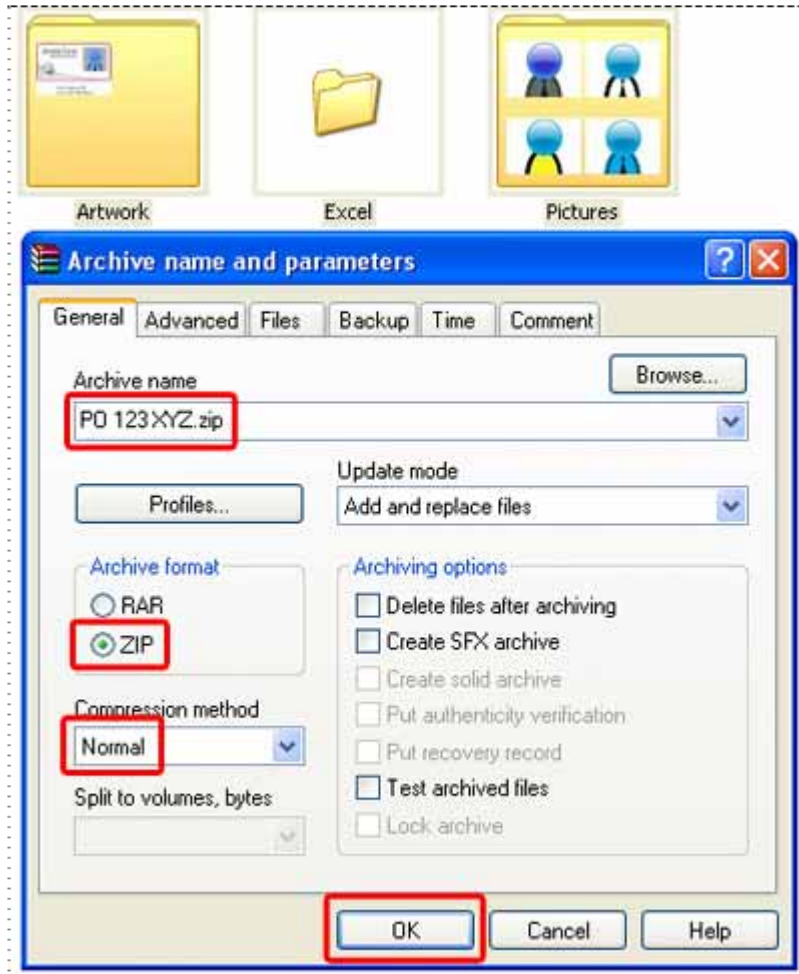 Artwork Excel Pictures
Archive name and parameters
General Advanced Files Backup Time Comment
Archive name
Browse...
PO 123XYZ.zip
Update mode
Profiles...
Add and replace files
Archive format
RAR
ZIP
Compression method
Normal
Split to volumes, bytes
Archiving options
Delete files after archiving
Create SFX archive
Create solid archive
Put authenticity verification
Put recovery record
Test archived files
Lock archive
OK Cancel Help